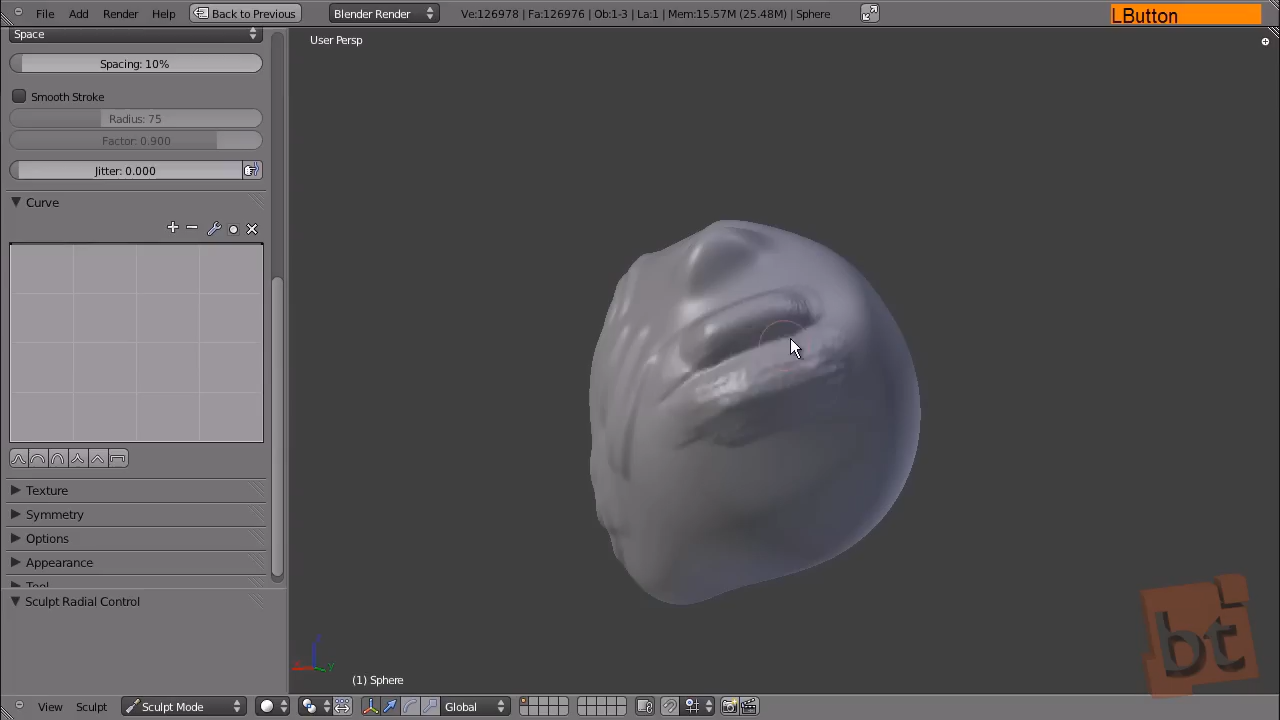 File Add Render Help Back to Previous Blender Render Ve:126978 | Fa:126976 | Ob:1-3 | La:1 | Mem:15.57M (25.48M) | Sphere LButton
Space
User Persp
Spacing: 10%
Smooth Stroke
Radius: 75
Factor: 0.900
Jitter: 0.000
Curve
Texture
Symmetry
Options
Appearance
Tool
Sculpt Radial Control
bt
x z y
(1) Sphere
View Sculpt Sculpt Mode Global